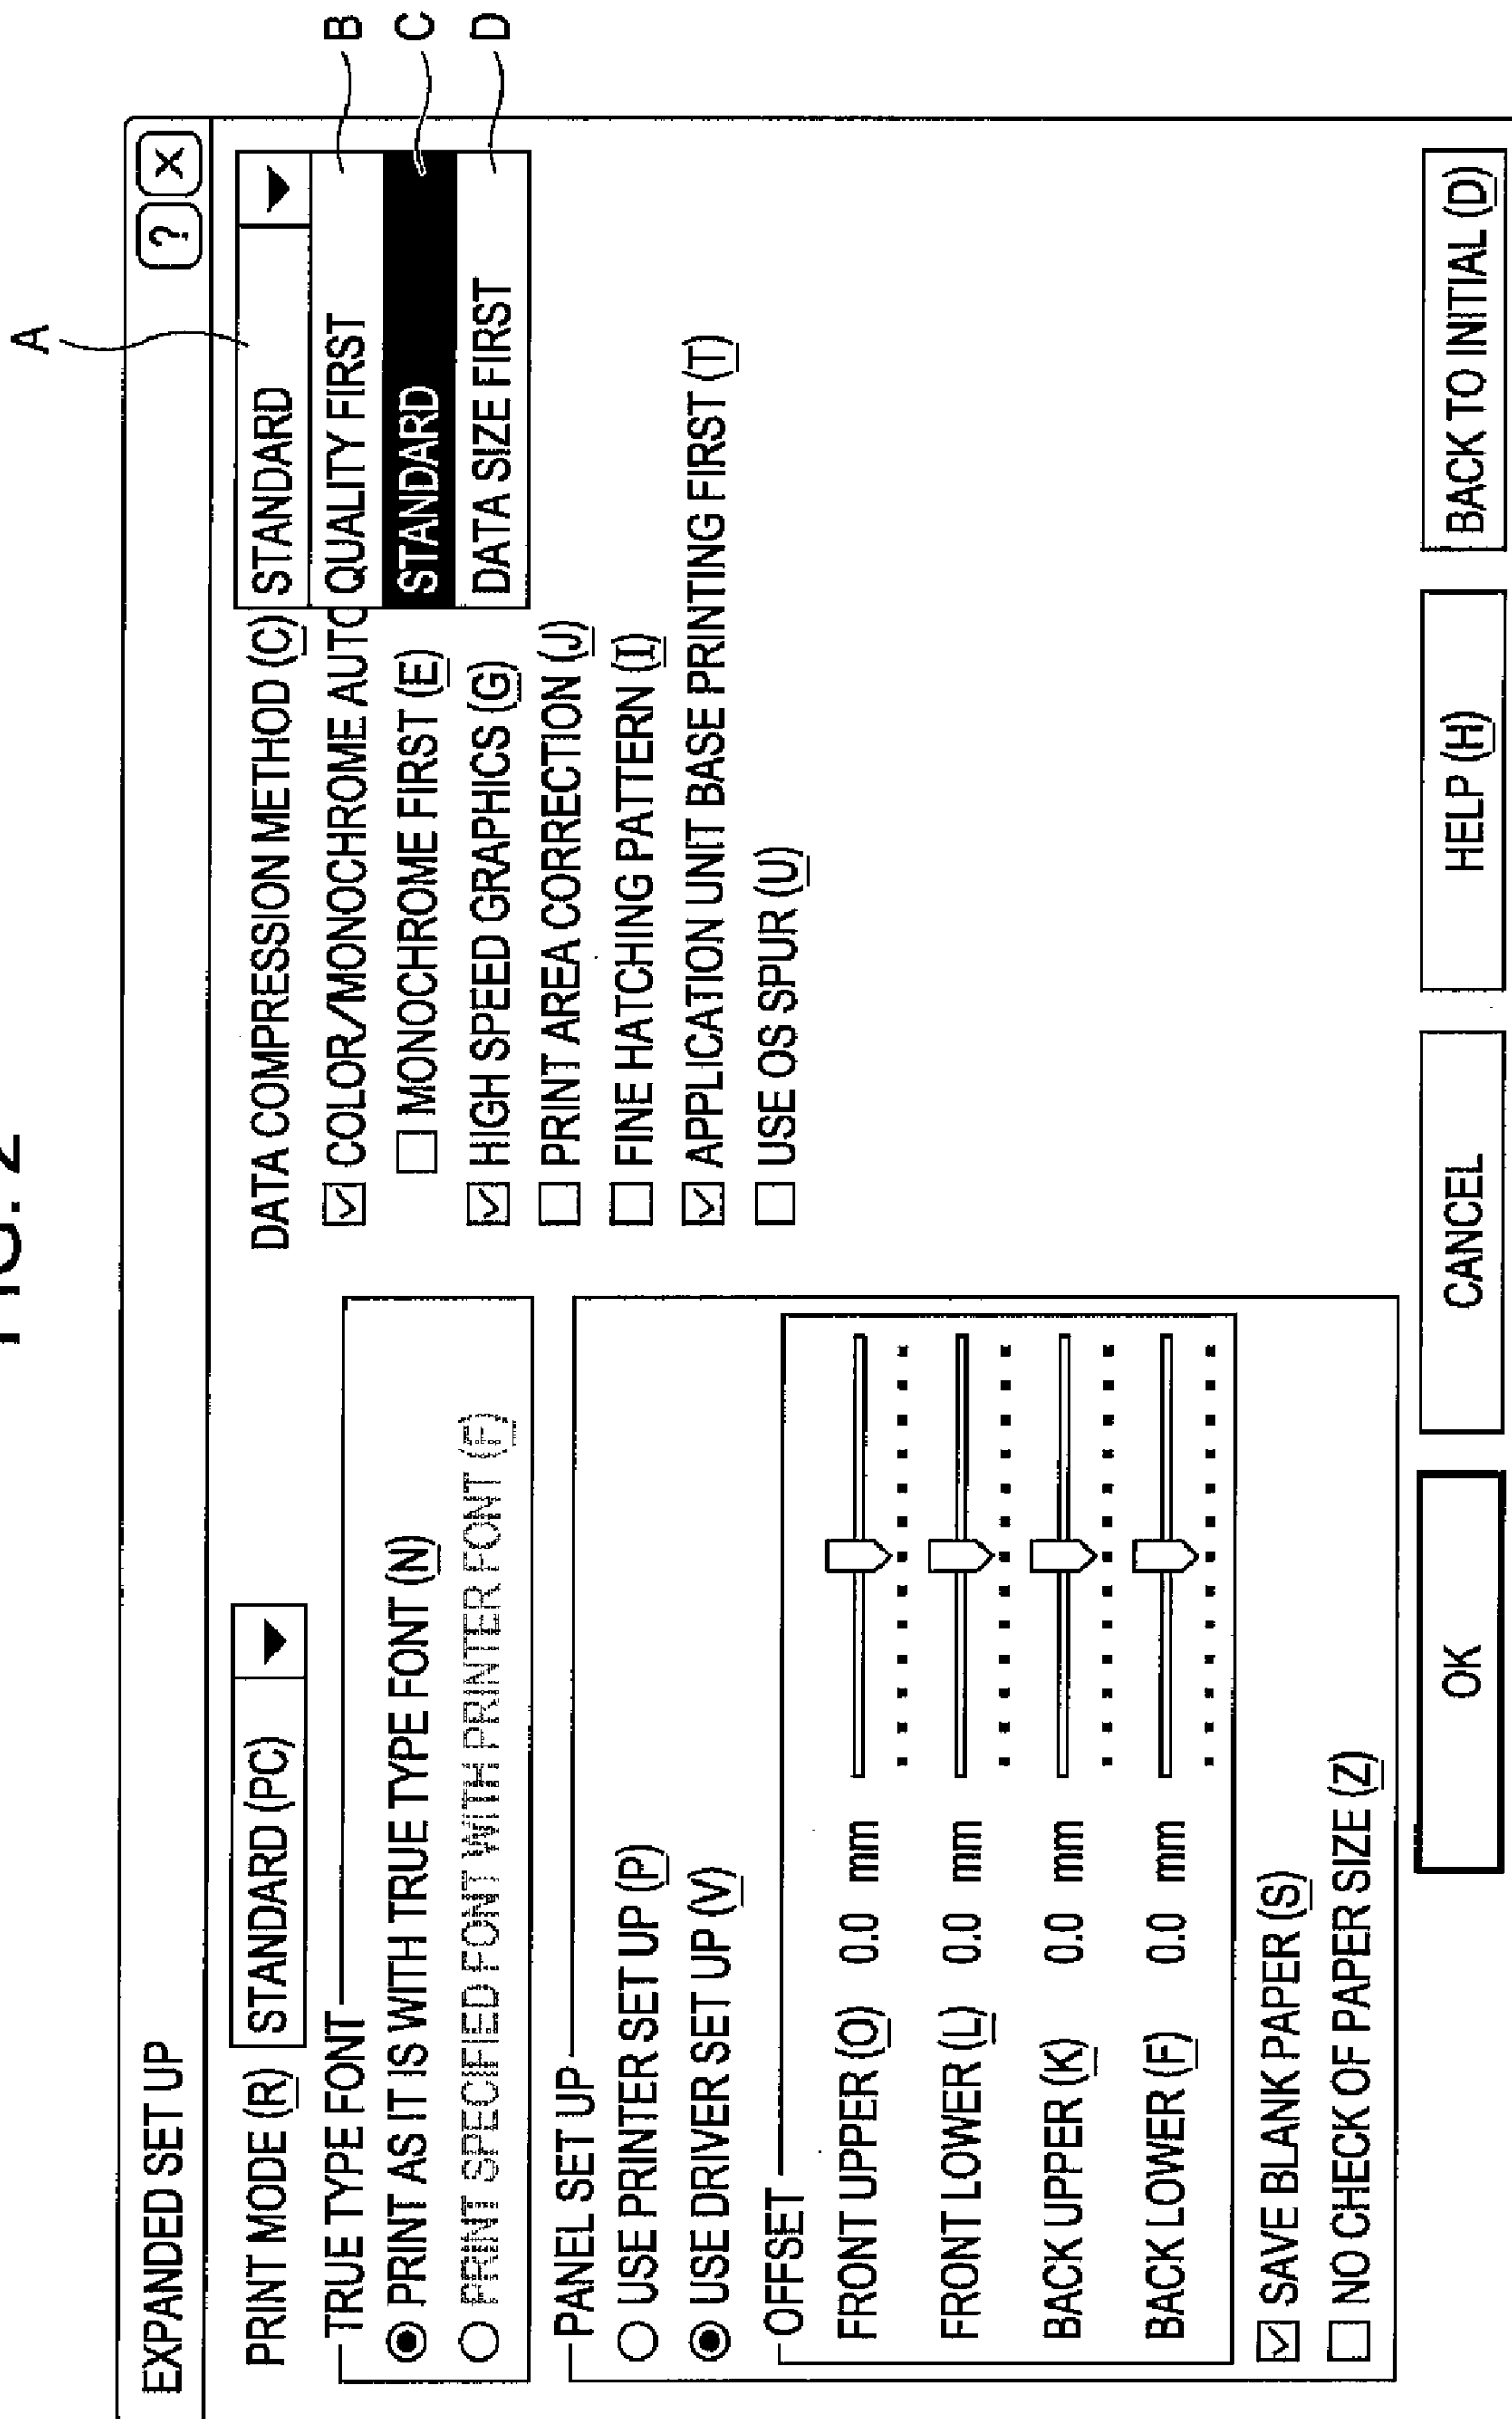 FIG. 2
A
EXPANDED SET UP
? X
PRINT MODE (R) STANDARD (PC)
TRUE TYPE FONT
PRINT AS IT IS WITH TRUE TYPE FONT (N)
PRINT SPECIFIED FONT WITH PRINTER FONT (F)
PANEL SET UP
USE PRINTER SET UP (P)
USE DRIVER SET UP (V)
OFFSET
FRONT UPPER (O) 0.0 mm
FRONT LOWER (L) 0.0 mm
BACK UPPER (K) 0.0 mm
BACK LOWER (F) 0.0 mm
SAVE BLANK PAPER (S)
NO CHECK OF PAPER SIZE (Z)
DATA COMPRESSION METHOD (C) STANDARD
COLOR/MONOCHROME AUTO QUALITY FIRST B
MONOCHROME FIRST (E) STANDARD C
HIGH SPEED GRAPHICS (G) DATA SIZE FIRST D
PRINT AREA CORRECTION (J)
FINE HATCHING PATTERN (I)
APPLICATION UNIT BASE PRINTING FIRST (T)
USE OS SPUR (U)
OK CANCEL HELP (H) BACK TO INITIAL (D)